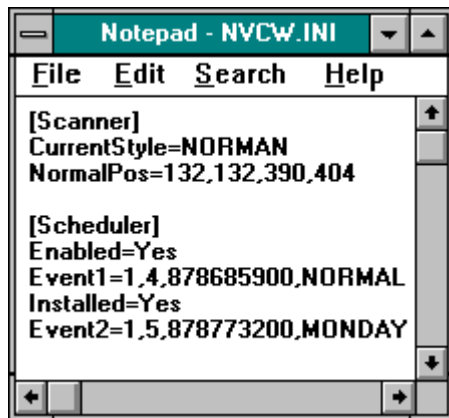 Notepad - NVCW.INI
File Edit Search Help
[Scanner]
CurrentStyle=NORMAN
NormalPos=132,132,390,404
[Scheduler]
Enabled=Yes
Event1=1,4,878685900,NORMAL
Installed=Yes
Event2=1,5,878773200,MONDAY